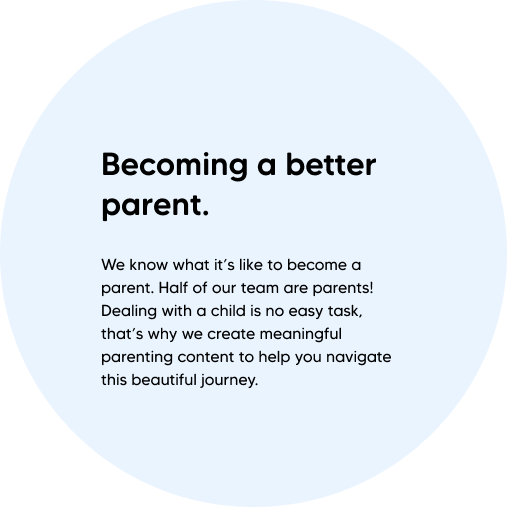 Becoming a better
parent.
We know what it’s like to become a
parent. Half of our team are parents!
Dealing with a child is no easy task,
that’s why we create meaningful
parenting content to help you navigate
this beautiful journey.